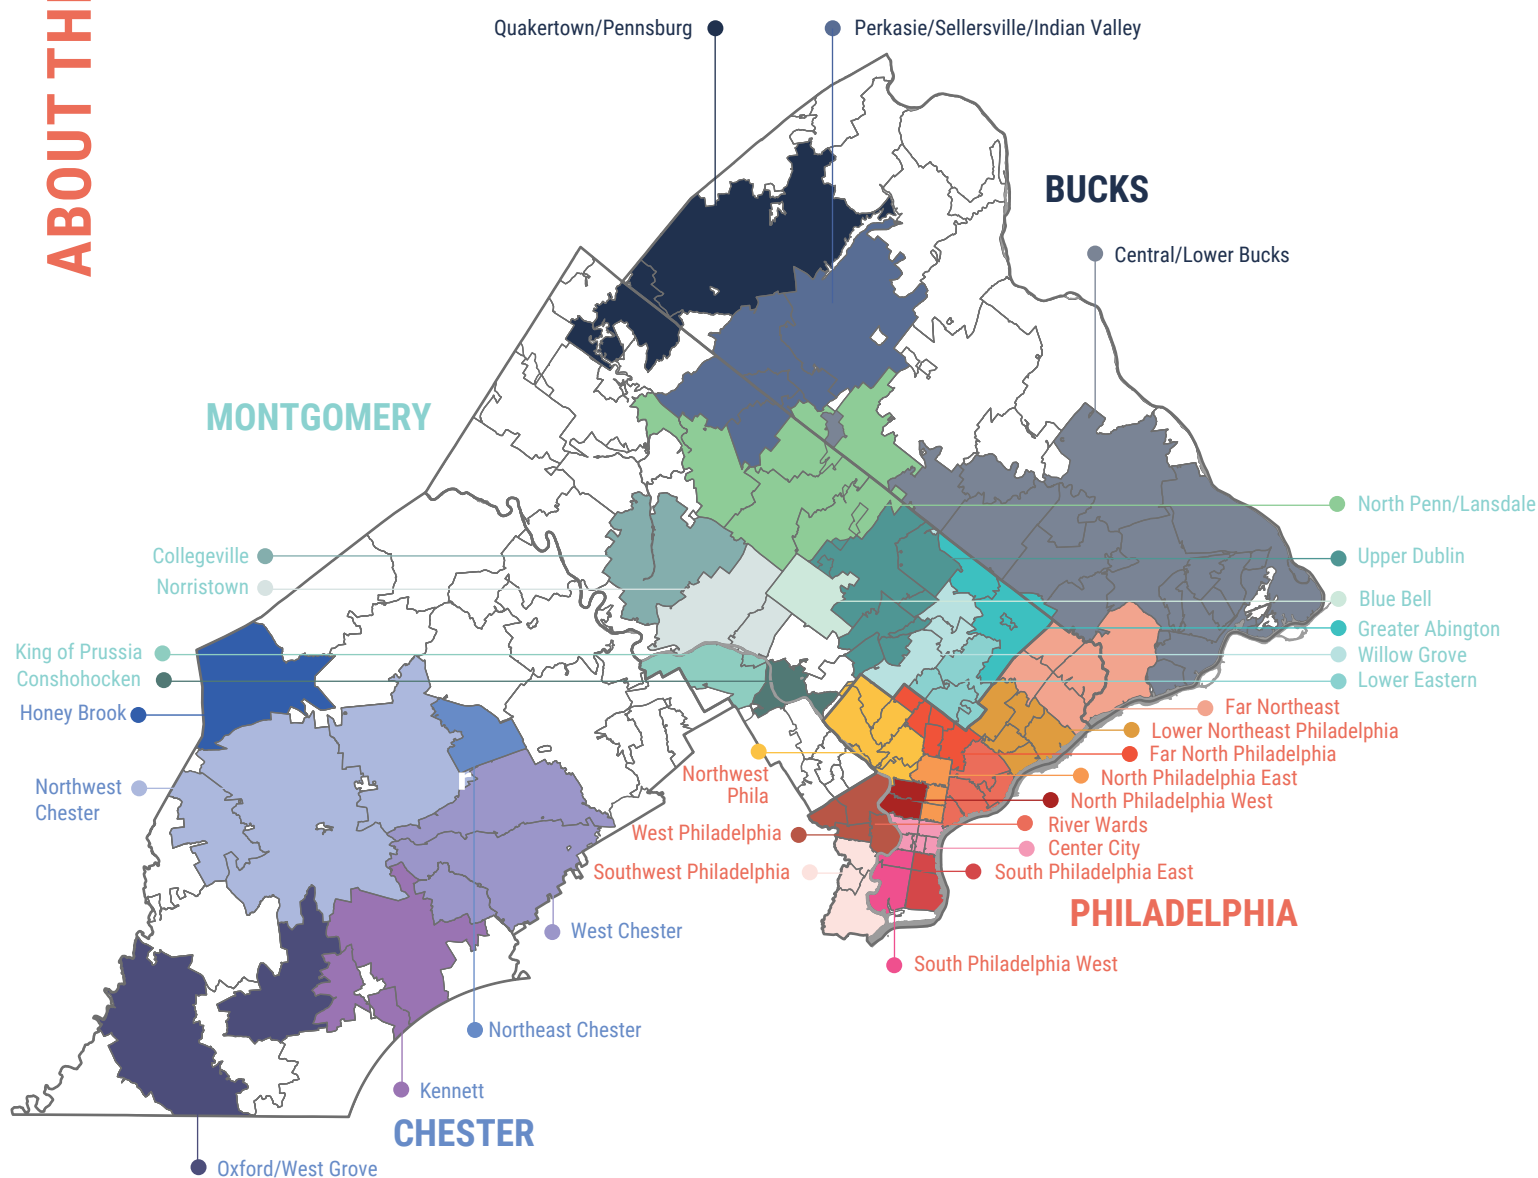 ABOUT THE
Quakertown/Pennsburg
Perkasie/Sellersville/Indian Valley
BUCKS
Central/Lower Bucks
MONTGOMERY
North Penn/Lansdale
Collegeville
Upper Dublin
Norristown
Blue Bell
Greater Abington
King of Prussia
Willow Grove
Conshohocken
Lower Eastern
Honey Brook
Far Northeast
Lower Northeast Philadelphia
Far North Philadelphia
Northwest
Phila
North Philadelphia East
Northwest
Chester
North Philadelphia West
River Wards
West Philadelphia
Center City
Southwest Philadelphia
South Philadelphia East
PHILADELPHIA
West Chester
South Philadelphia West
Northeast Chester
Kennett
CHESTER
Oxford/West Grove